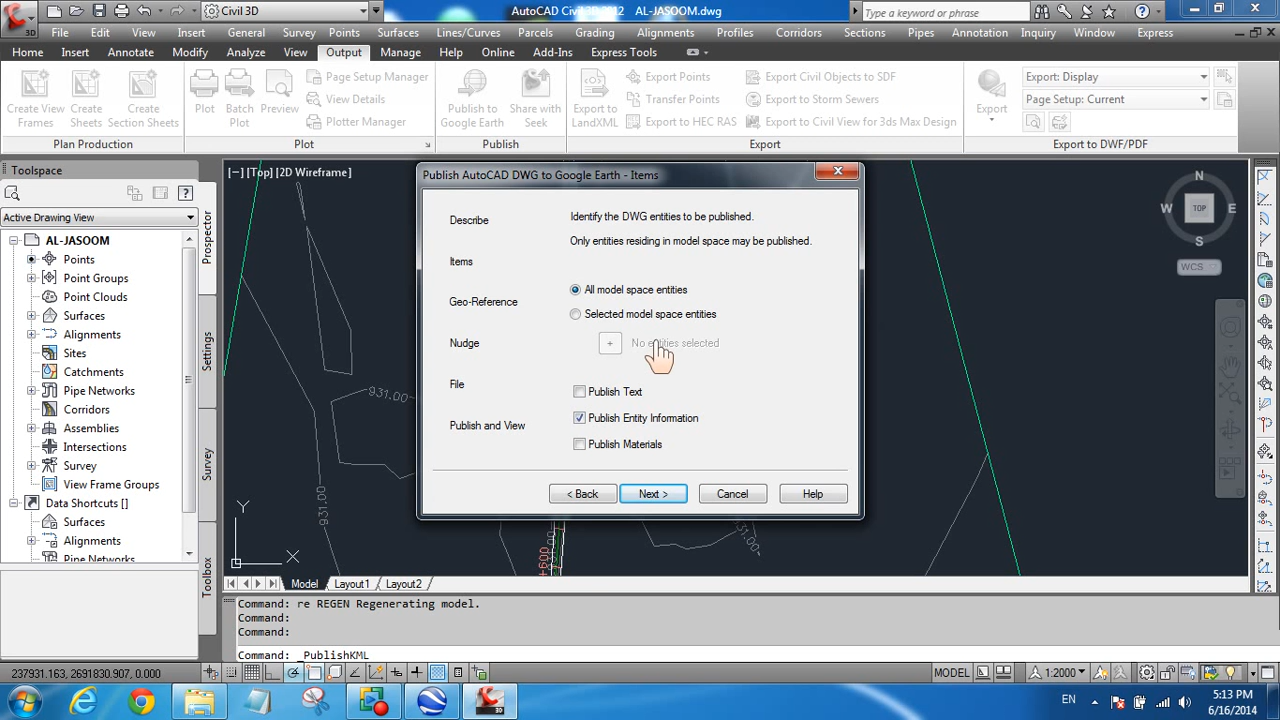 Civil 3D
AutoCAD Civil 3D 2012 AL-JASOOM.dwg
Type a keyword or phrase
File Edit View Insert General Survey Points Surfaces Lines/Curves Parcels Grading Alignments Profiles Corridors Sections Pipes Annotation Inquiry Window Express
Home Insert Annotate Modify Analyze View Output Manage Help Online Add-Ins Express Tools
Create View Frames
Create Sheets
Create Section Sheets
Plan Production
Plot
Batch Plot
Preview
Page Setup Manager
View Details
Plotter Manager
Plot
Publish to Google Earth
Share with Seek
Publish
Export to LandXML
Export Points
Transfer Points
Export to HEC RAS
Export Civil Objects to SDF
Export to Storm Sewers
Export to Civil View for 3ds Max Design
Export
Export
Export: Display
Page Setup: Current
Export to DWF/PDF
Toolspace
Active Drawing View
AL-JASOOM
Points
Point Groups
Point Clouds
Surfaces
Alignments
Sites
Catchments
Pipe Networks
Corridors
Assemblies
Intersections
Survey
View Frame Groups
Data Shortcuts []
Surfaces
Alignments
Pipe Networks
Prospector
Settings
Survey
Toolbox
[−] [Top] [2D Wireframe]
931.00
931.00
931.00
+600
Y
X
N
W
TOP
E
S
WCS
Publish AutoCAD DWG to Google Earth - Items
Describe
Items
Geo-Reference
Nudge
File
Publish and View
Identify the DWG entities to be published.
Only entities residing in model space may be published.
All model space entities
Selected model space entities
+ No entities selected
Publish Text
Publish Entity Information
Publish Materials
< Back Next > Cancel Help
Model Layout1 Layout2
Command: re REGEN Regenerating model.
Command:
Command:
Command: _PublishKML
237931.163, 2691830.907, 0.000
MODEL
1:2000
EN
5:13 PM
6/16/2014